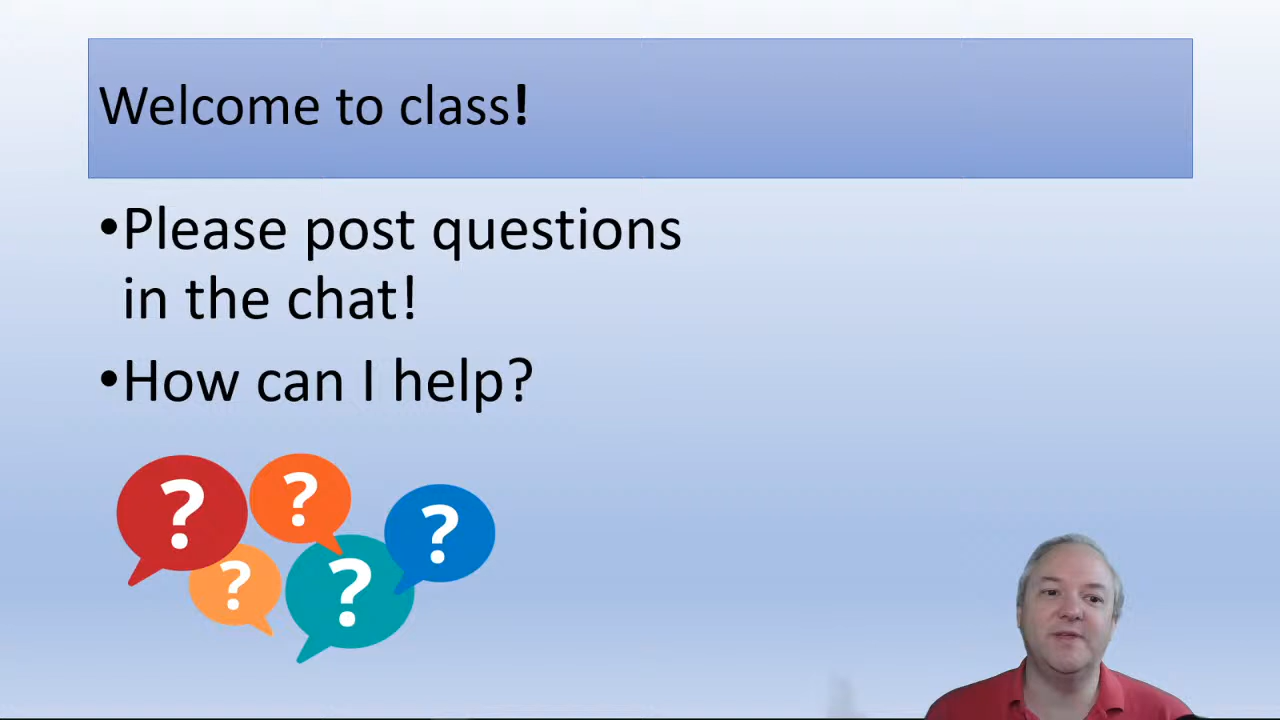 Welcome to class!
•Please post questions
in the chat!
•How can I help?
? ? ?
? ?